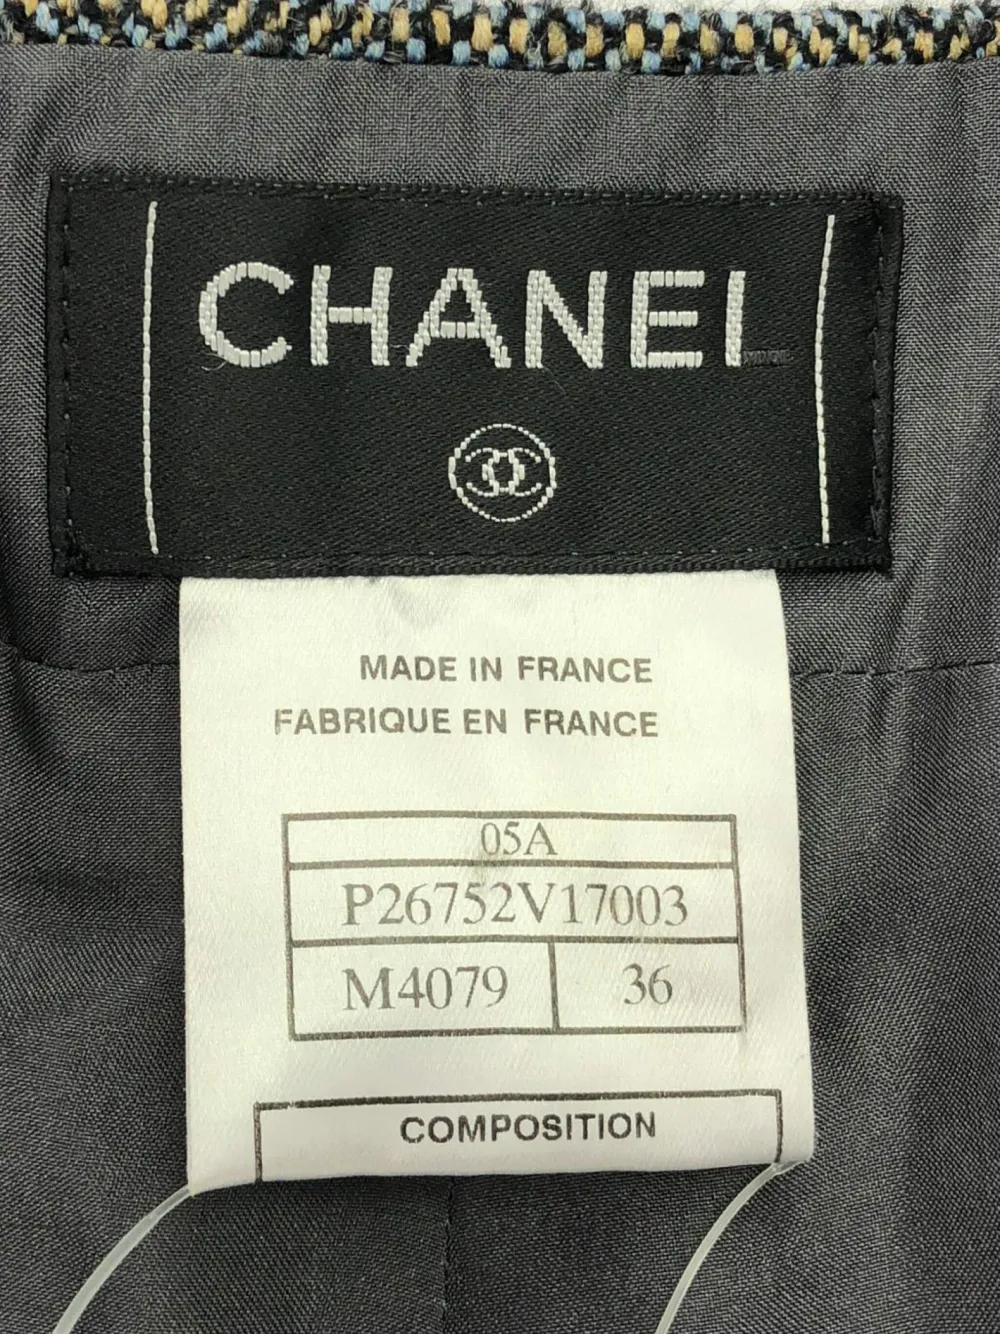 CHANEL
MADE IN FRANCE
FABRIQUE EN FRANCE
05A
P26752V17003
M4079 36
COMPOSITION